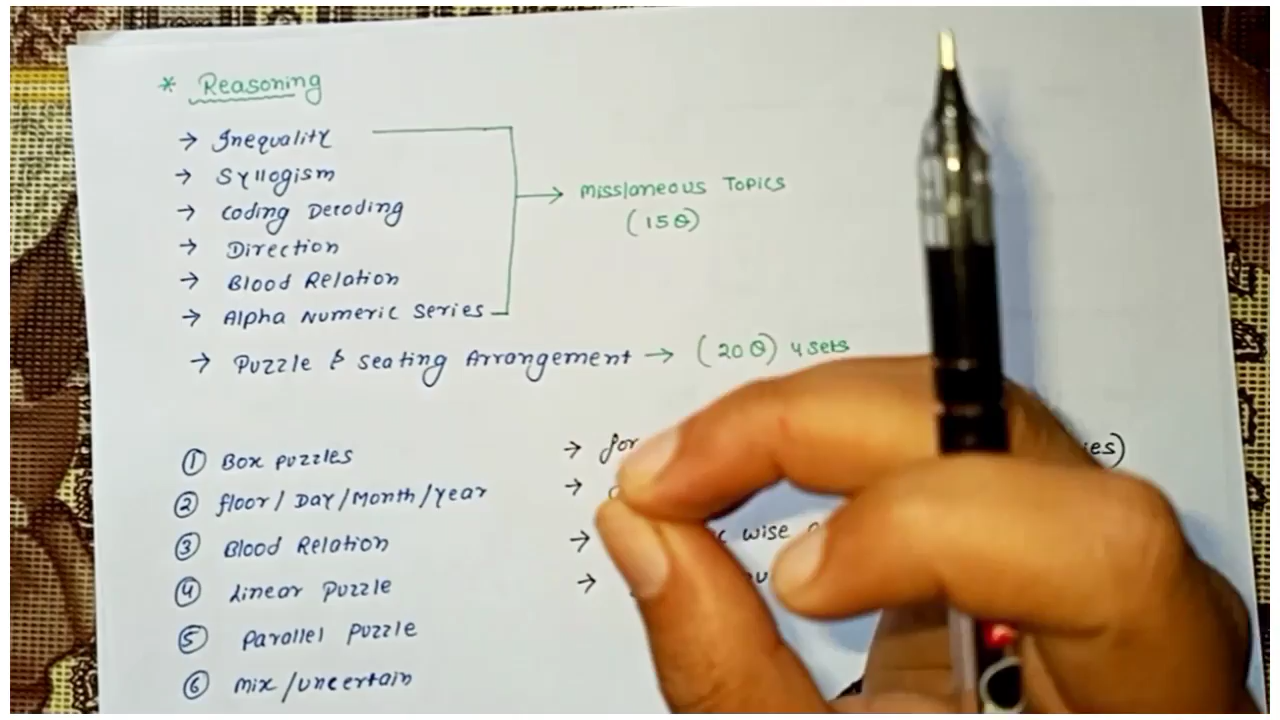 * Reasoning
→ Inequality
→ Syllogism
→ Coding Decoding
→ Direction
→ Blood Relation
→ Alpha Numeric Series
→ Misslaneous Topics
(15Q)
→ Puzzle & Seating Arrangement → (20Q) 4 sets
① Box puzzles →
② floor/Day/Month/year →
③ Blood Relation → wise
④ Linear Puzzle →
⑤ Parallel Puzzle
⑥ Mix/uncertain